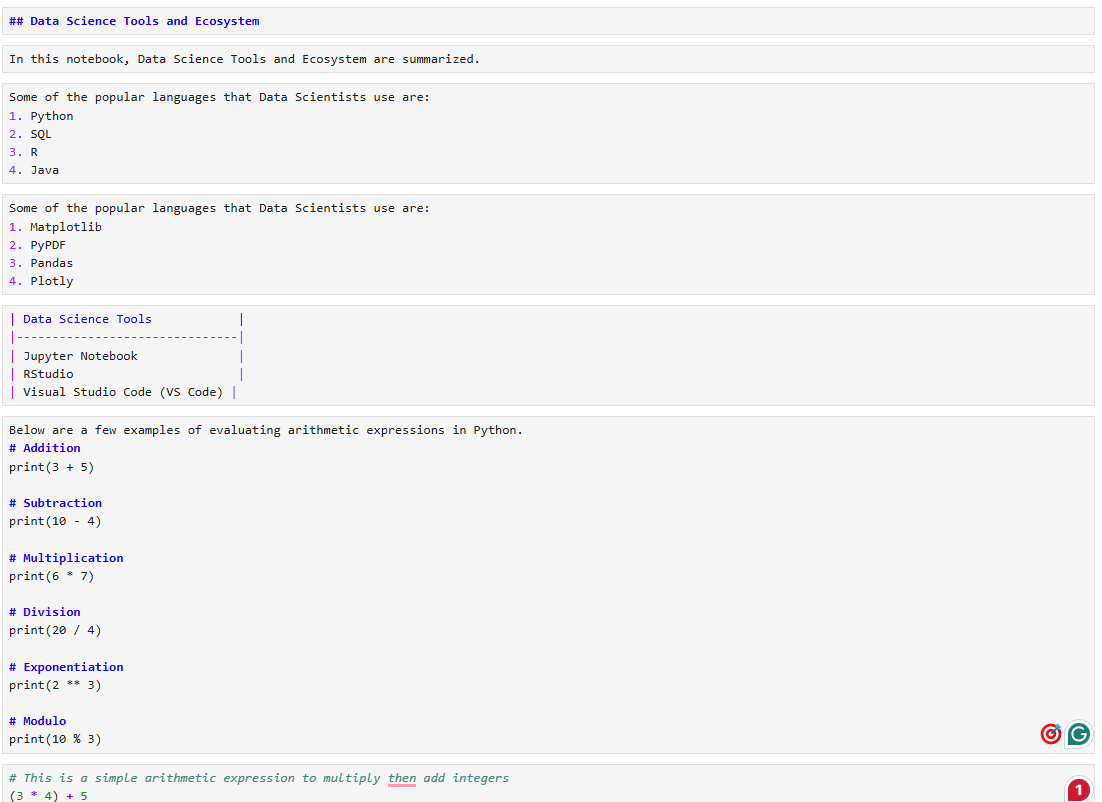 ## Data Science Tools and Ecosystem
In this notebook, Data Science Tools and Ecosystem are summarized.
Some of the popular languages that Data Scientists use are:
1. Python
2. SQL
3. R
4. Java
Some of the popular languages that Data Scientists use are:
1. Matplotlib
2. PyPDF
3. Pandas
4. Plotly
| Data Science Tools            |
|-------------------------------|
| Jupyter Notebook              |
| RStudio                       |
| Visual Studio Code (VS Code) |
Below are a few examples of evaluating arithmetic expressions in Python.
# Addition
print(3 + 5)
# Subtraction
print(10 - 4)
# Multiplication
print(6 * 7)
# Division
print(20 / 4)
# Exponentiation
print(2 ** 3)
# Modulo
print(10 % 3)
# This is a simple arithmetic expression to multiply then add integers
(3 * 4) + 5
1